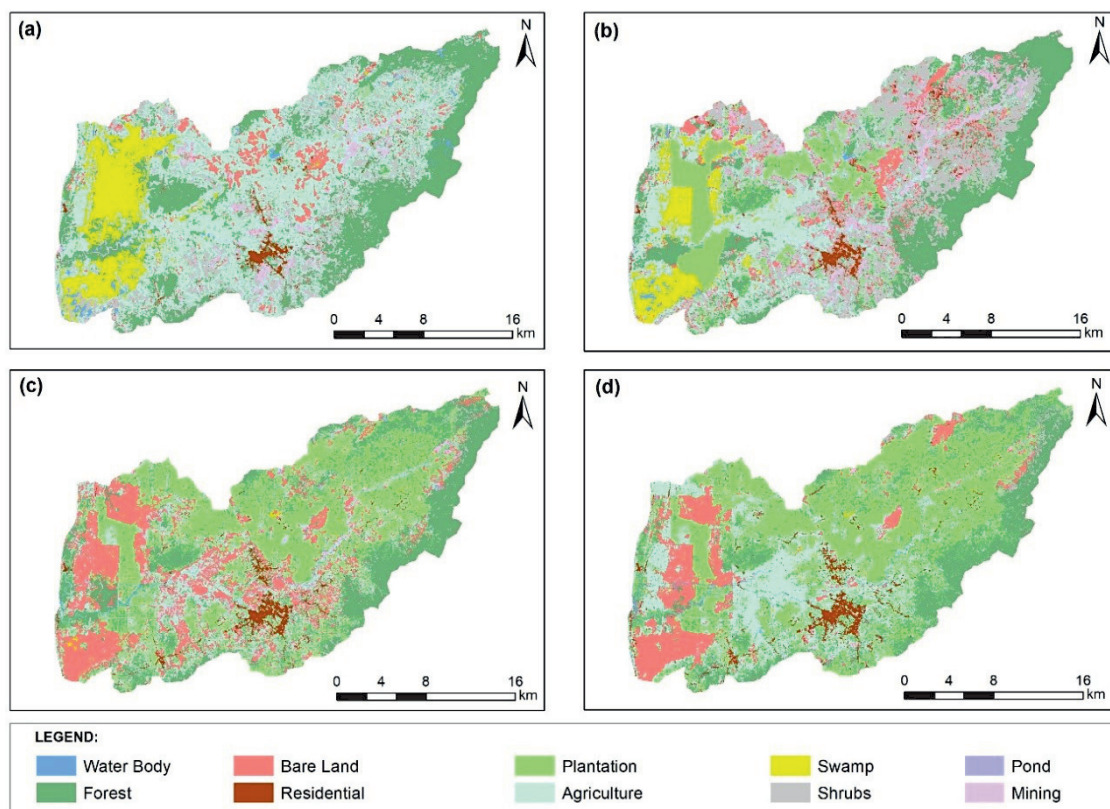 (a)
N
0 4 8 16
km
(b)
N
0 4 8 16
km
(c)
N
0 4 8 16
km
(d)
N
0 4 8 16
km
LEGEND:
Water Body Bare Land Plantation Swamp Pond
Forest Residential Agriculture Shrubs Mining